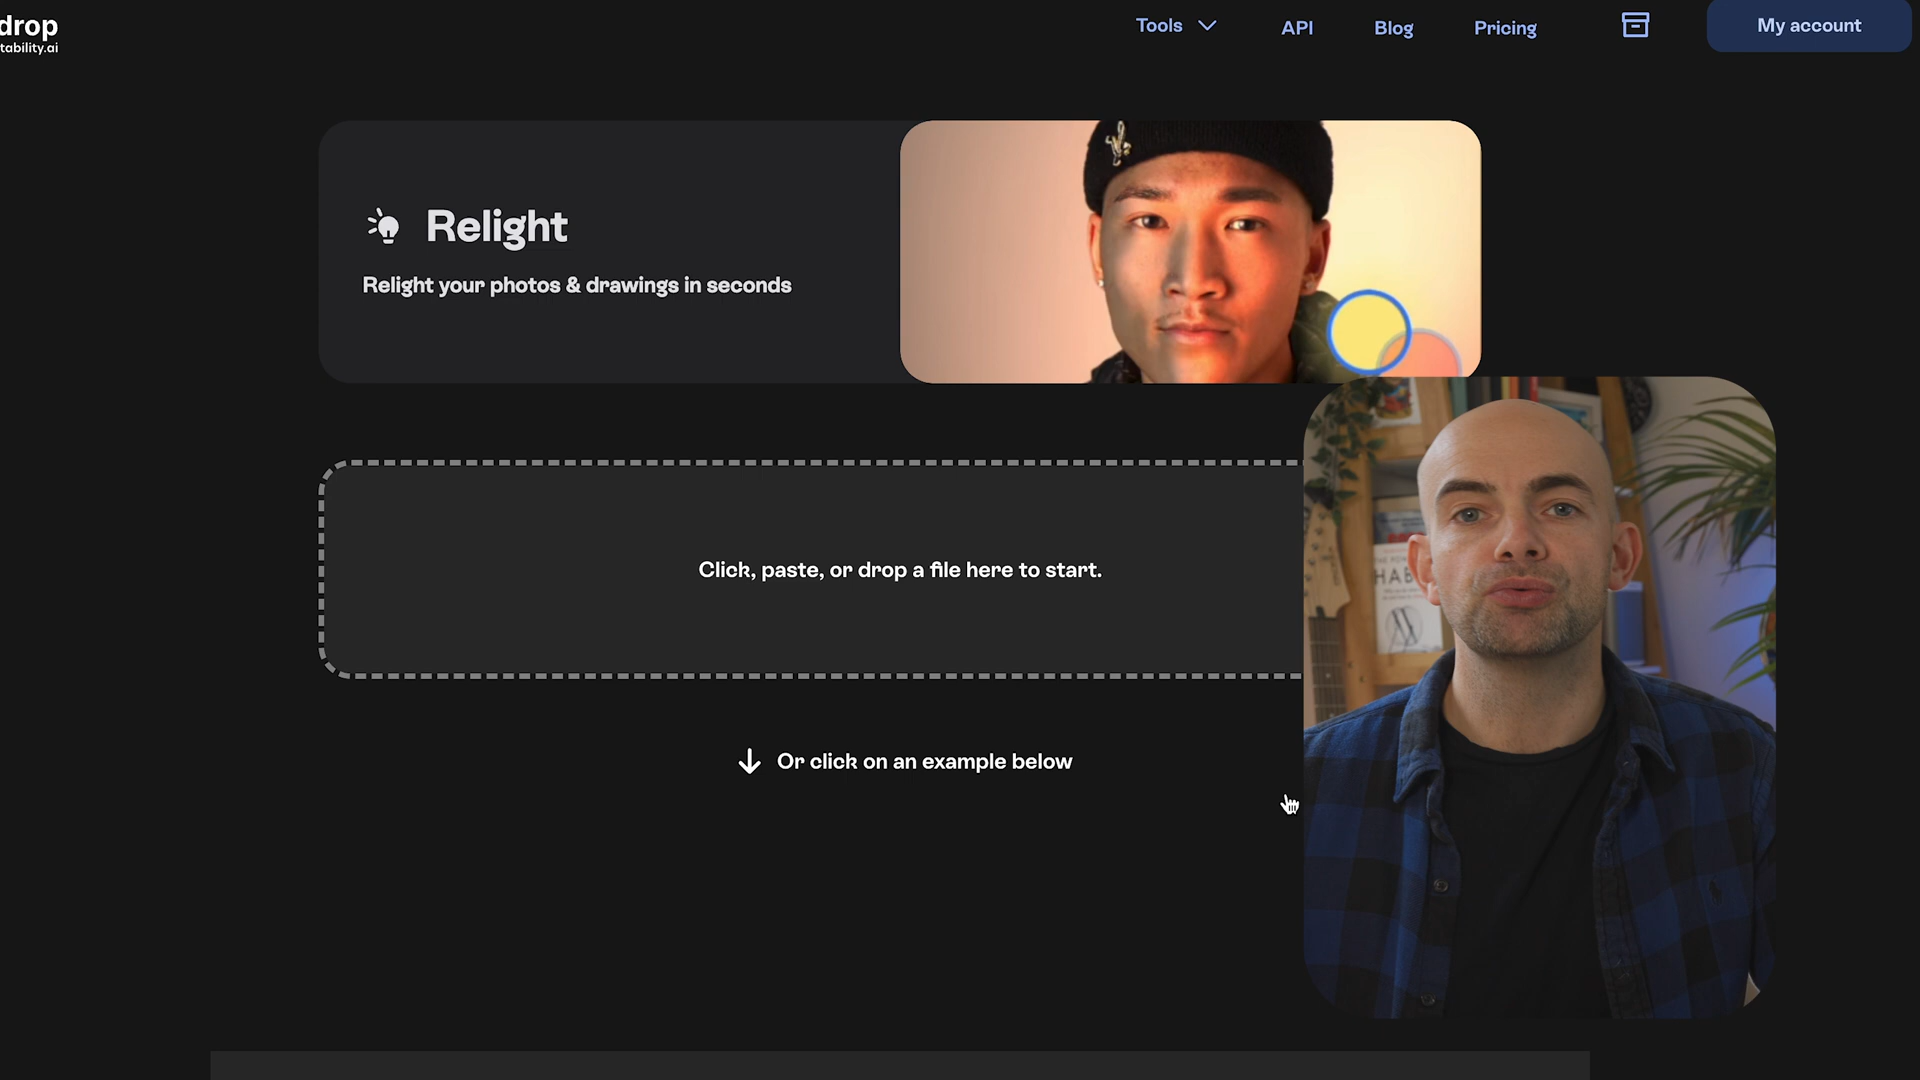 drop
tability.ai
Tools
API
Blog
Pricing
My account
Relight
Relight your photos & drawings in seconds
Click, paste, or drop a file here to start.
Or click on an example below
HAB